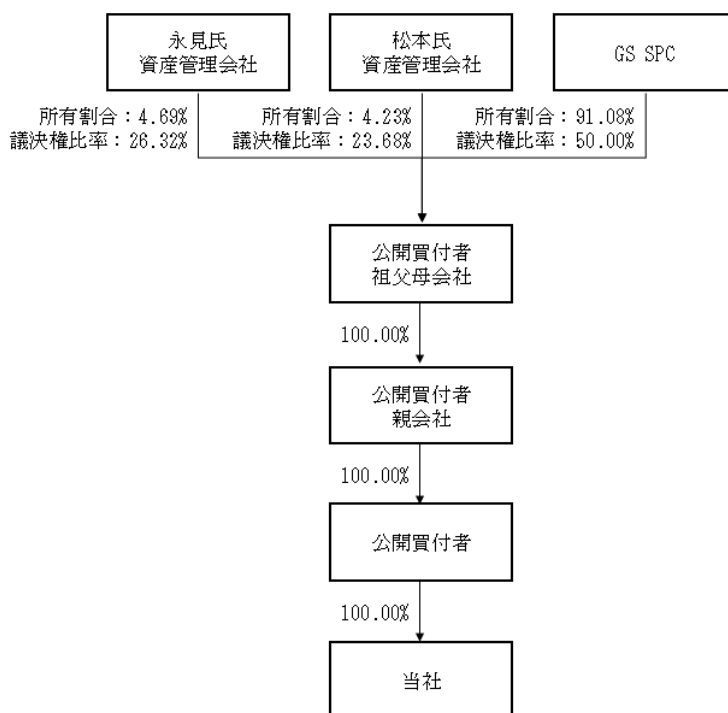 永見氏
資産管理会社
松本氏
資産管理会社
GS SPC
所有割合：4.69%
議決権比率：26.32%
所有割合：4.23%
議決権比率：23.68%
所有割合：91.08%
議決権比率：50.00%
公開買付者
祖父母会社
100.00%
公開買付者
親会社
100.00%
公開買付者
100.00%
当社